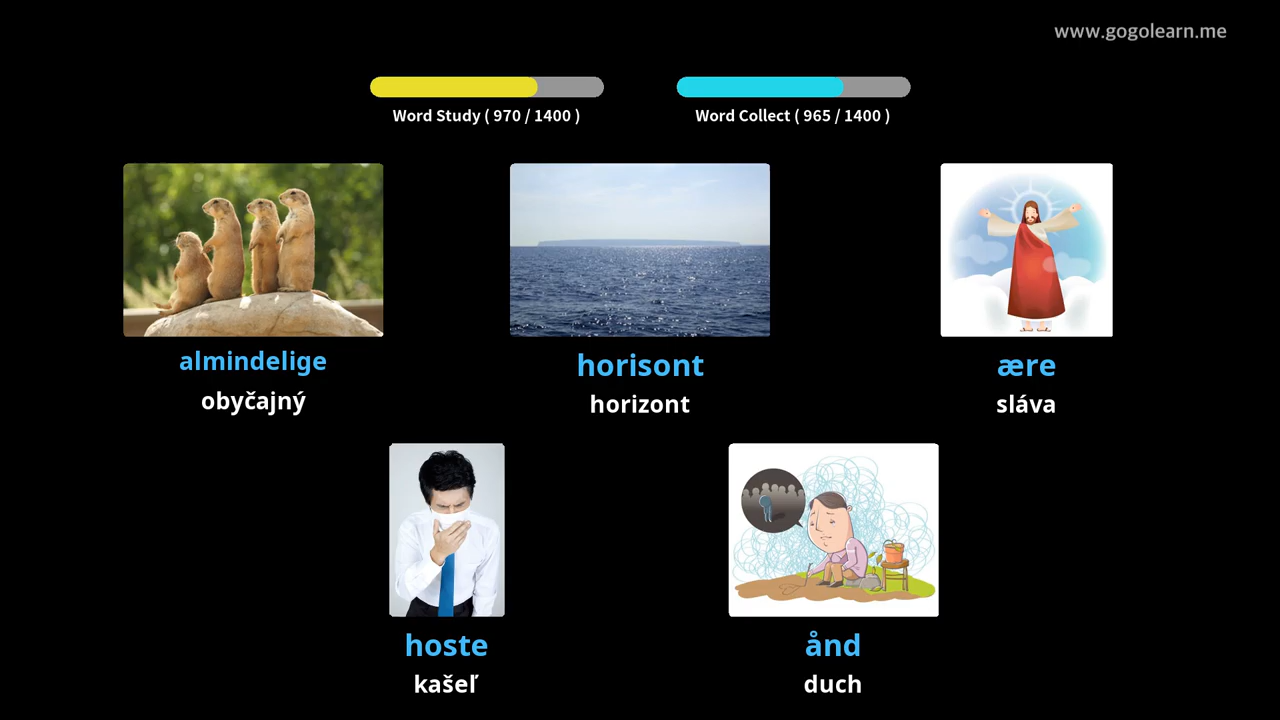 www.gogolearn.me
Word Study ( 970 / 1400 )
Word Collect ( 965 / 1400 )
almindelige
obyčajný
horisont
horizont
ære
sláva
hoste
kašeľ
ånd
duch